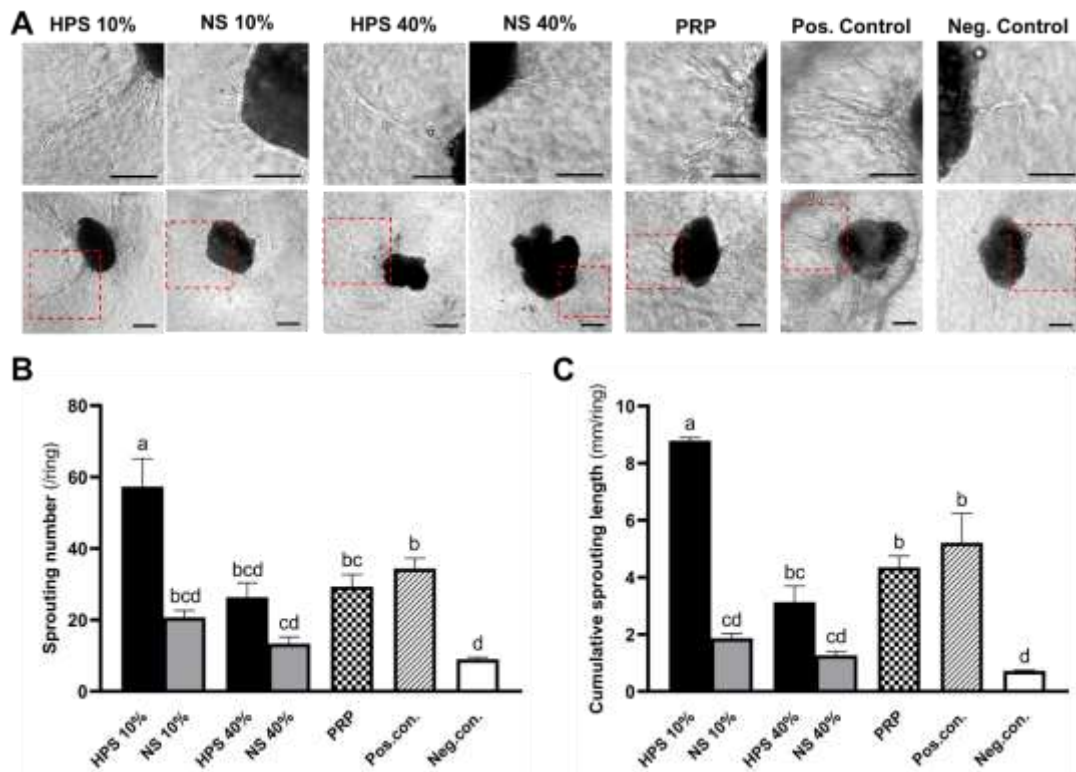 A
HPS 10% NS 10% HPS 40% NS 40% PRP Pos. Control Neg. Control
B
Sprouting number (/ring)
80
60
40
20
0
a
bcd
bcd
cd
bc
b
d
HPS 10%
NS 10%
HPS 40%
NS 40%
PRP
Pos.con.
Neg.con.
C
Cumulative sprouting length (mm/ring)
10
8
6
4
2
0
a
cd
bc
cd
b
b
d
HPS 10%
NS 10%
HPS 40%
NS 40%
PRP
Pos.con.
Neg.con.